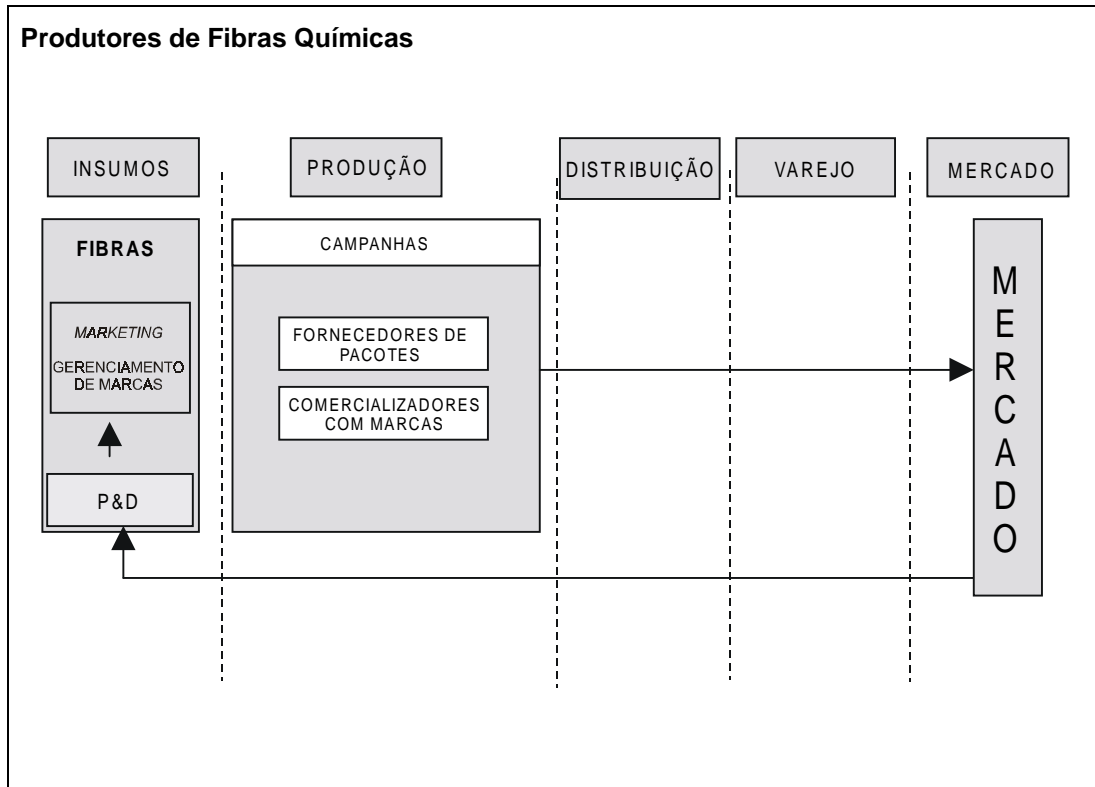 Produtores de Fibras Químicas
INSUMOS
PRODUÇÃO
DISTRIBUIÇÃO
VAREJO
MERCADO
FIBRAS
MARKETING
GERENCIAMENTO
DE MARCAS
P&D
CAMPANHAS
FORNECEDORES DE
PACOTES
COMERCIALIZADORES
COM MARCAS
MERCADO